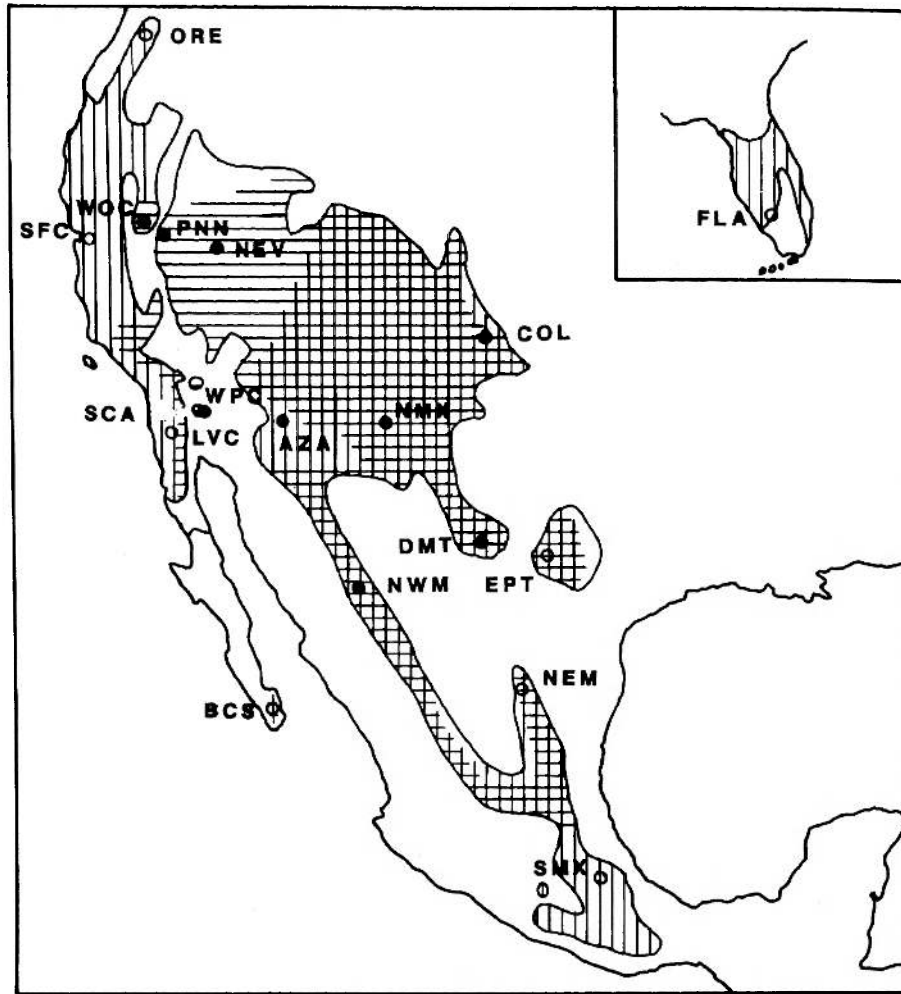 ORE
FLA
WOC
SFC
PNN
NEV
COL
WPC
SCA
NMX
LVC
AZA
DMT
EPT
NWM
NEM
BCS
SMX